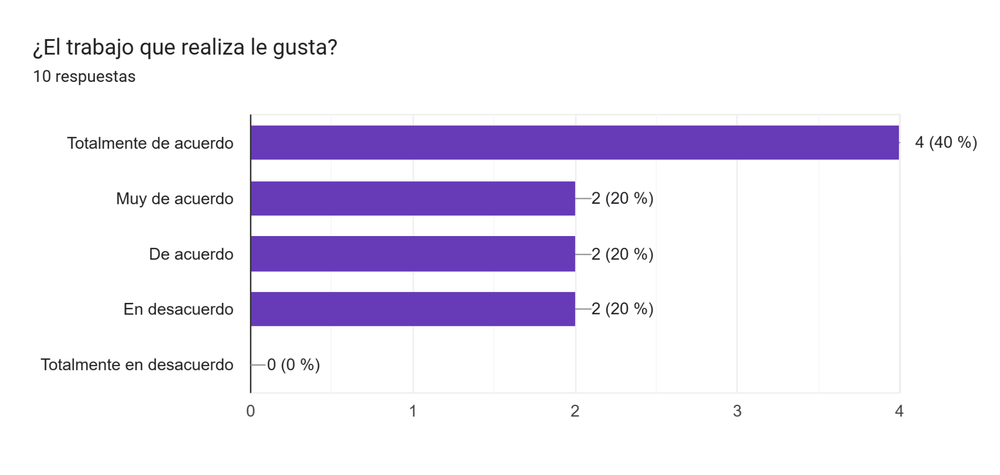 ¿El trabajo que realiza le gusta?
10 respuestas
Totalmente de acuerdo 4 (40 %)
Muy de acuerdo 2 (20 %)
De acuerdo 2 (20 %)
En desacuerdo 2 (20 %)
Totalmente en desacuerdo 0 (0 %)
0 1 2 3 4